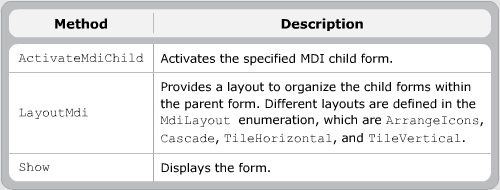 Method Description
ActivateMdiChild Activates the specified MDI child form.
Provides a layout to organize the child forms within
the parent form. Different layouts are defined in the
LayoutMdi MdiLayout enumeration, which are ArrangeIcons,
Cascade, TileHorizontal, and TileVertical.
Show Displays the form.